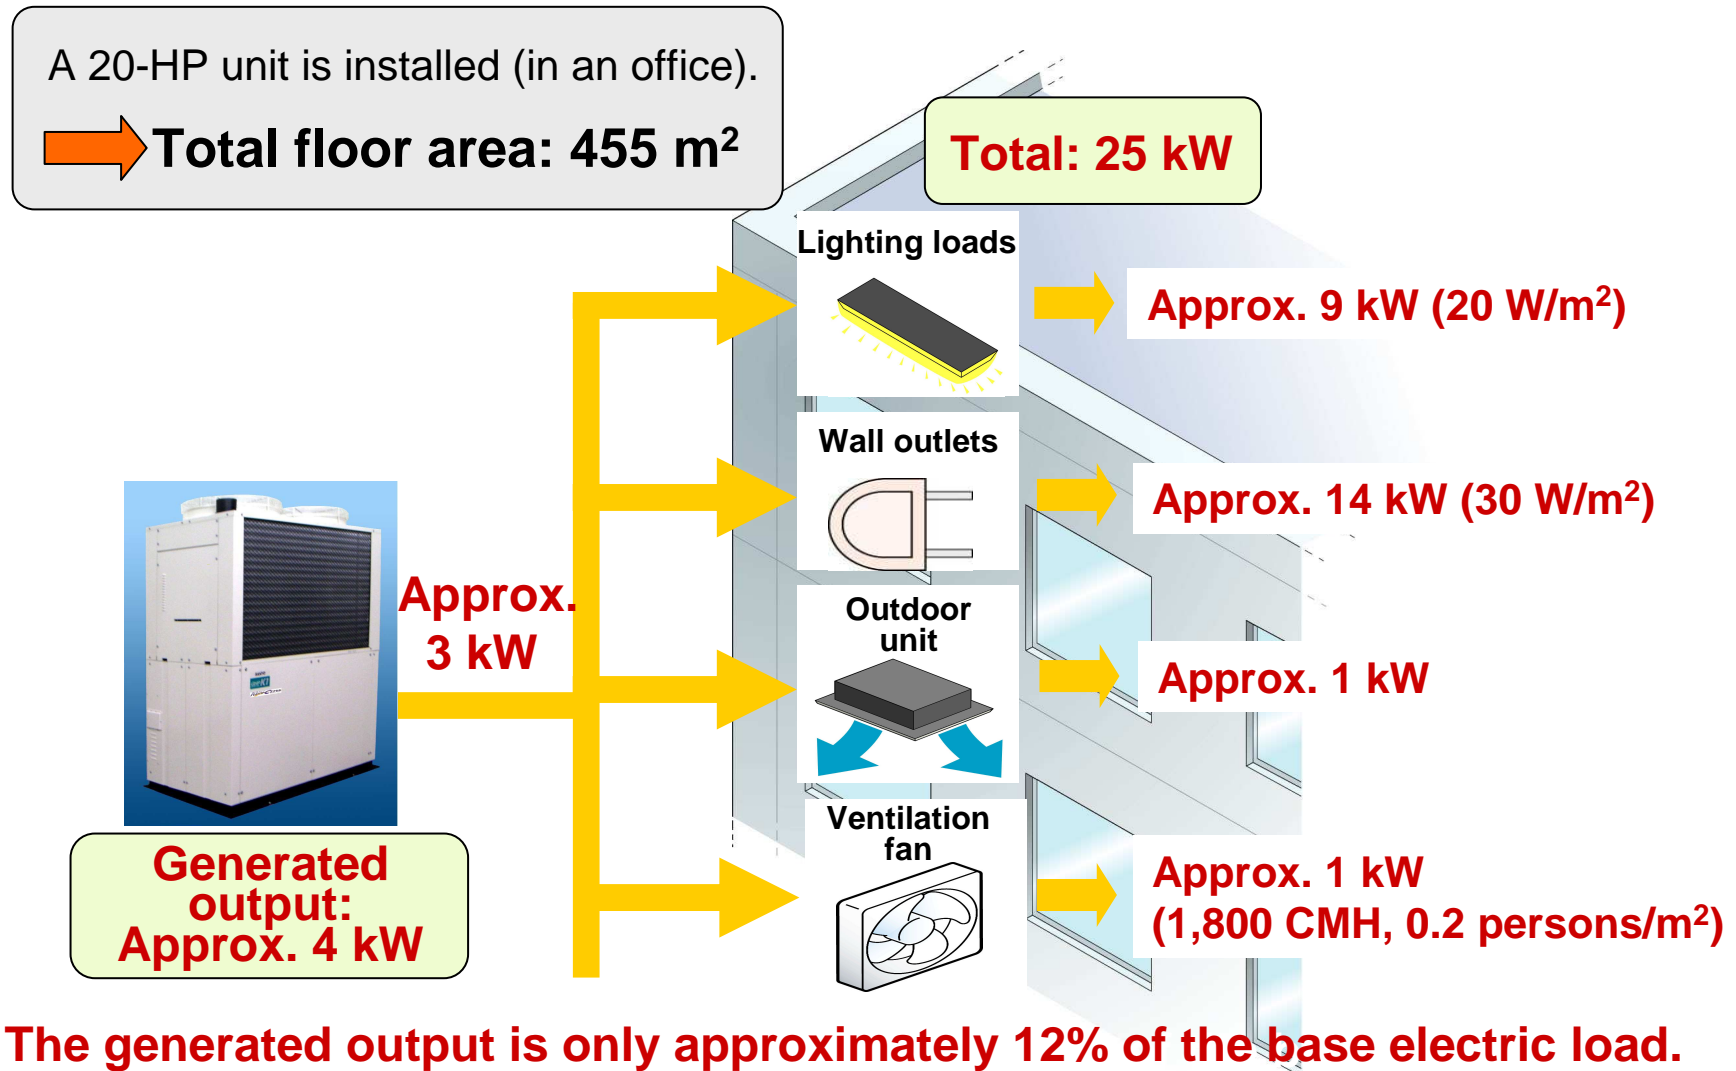 A 20-HP unit is installed (in an office).
Total floor area: 455 m²
Total: 25 kW
Lighting loads
Approx. 9 kW (20 W/m²)
Wall outlets
Approx. 14 kW (30 W/m²)
Approx.
3 kW
Outdoor
unit
Approx. 1 kW
Ventilation
fan
Approx. 1 kW
(1,800 CMH, 0.2 persons/m²)
Generated
output:
Approx. 4 kW
The generated output is only approximately 12% of the base electric load.